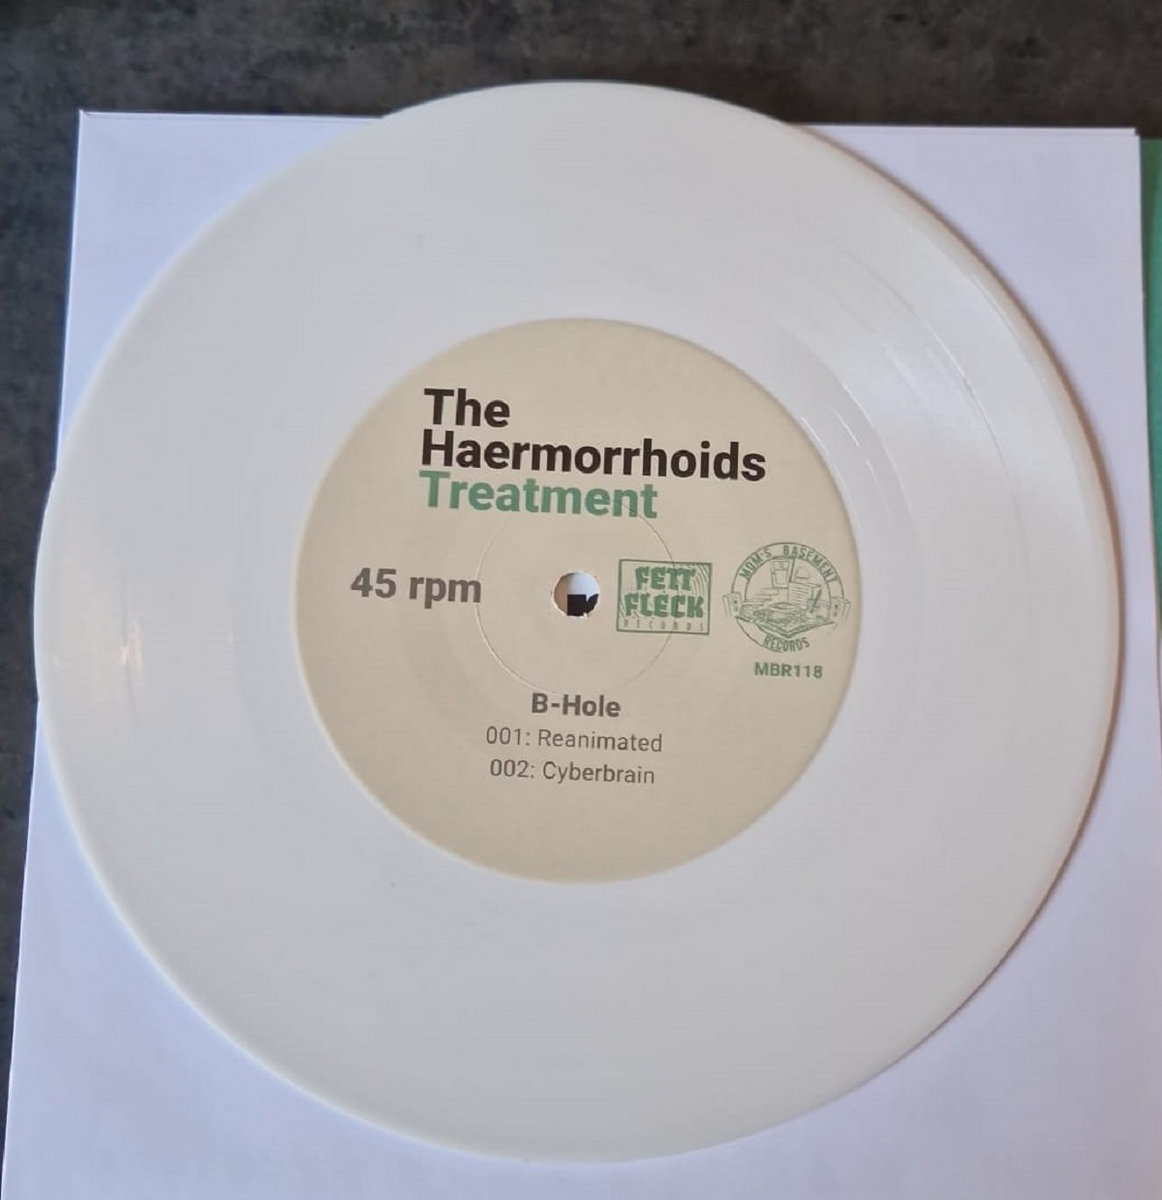 The
Haermorrhoids
Treatment
45 rpm
FETT
FLECK
RECORDS
MOM'S BASEMENT
RECORDS
MBR118
B-Hole
001: Reanimated
002: Cyberbrain